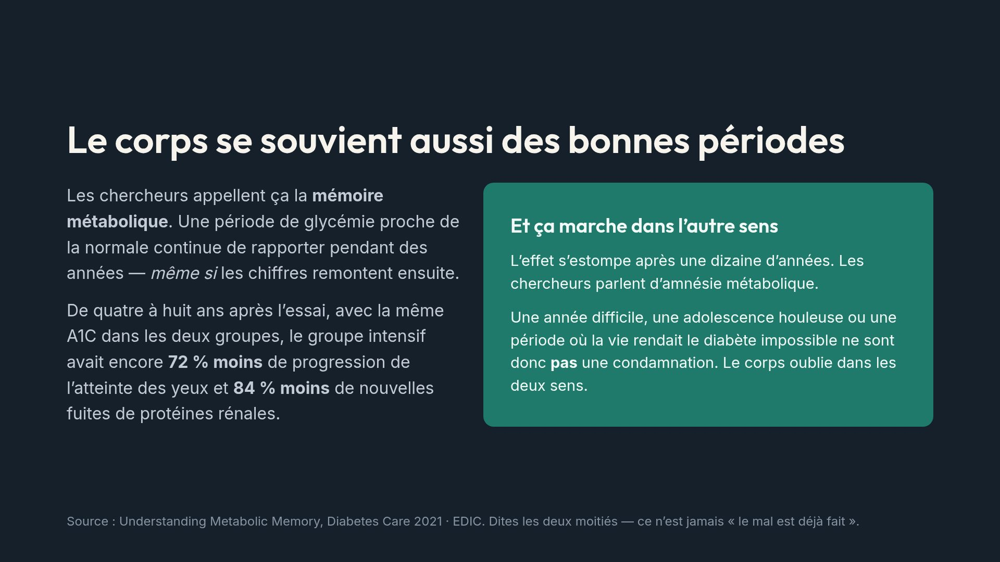 Le corps se souvient aussi des bonnes périodes
Les chercheurs appellent ça la mémoire
métabolique. Une période de glycémie proche de
la normale continue de rapporter pendant des
années — même si les chiffres remontent ensuite.
De quatre à huit ans après l’essai, avec la même
A1C dans les deux groupes, le groupe intensif
avait encore 72 % moins de progression de
l’atteinte des yeux et 84 % moins de nouvelles
fuites de protéines rénales.
Et ça marche dans l’autre sens
L’effet s’estompe après une dizaine d’années. Les
chercheurs parlent d’amnésie métabolique.
Une année difficile, une adolescence houleuse ou une
période où la vie rendait le diabète impossible ne sont
donc pas une condamnation. Le corps oublie dans les
deux sens.
Source : Understanding Metabolic Memory, Diabetes Care 2021 · EDIC. Dites les deux moitiés — ce n’est jamais « le mal est déjà fait ».